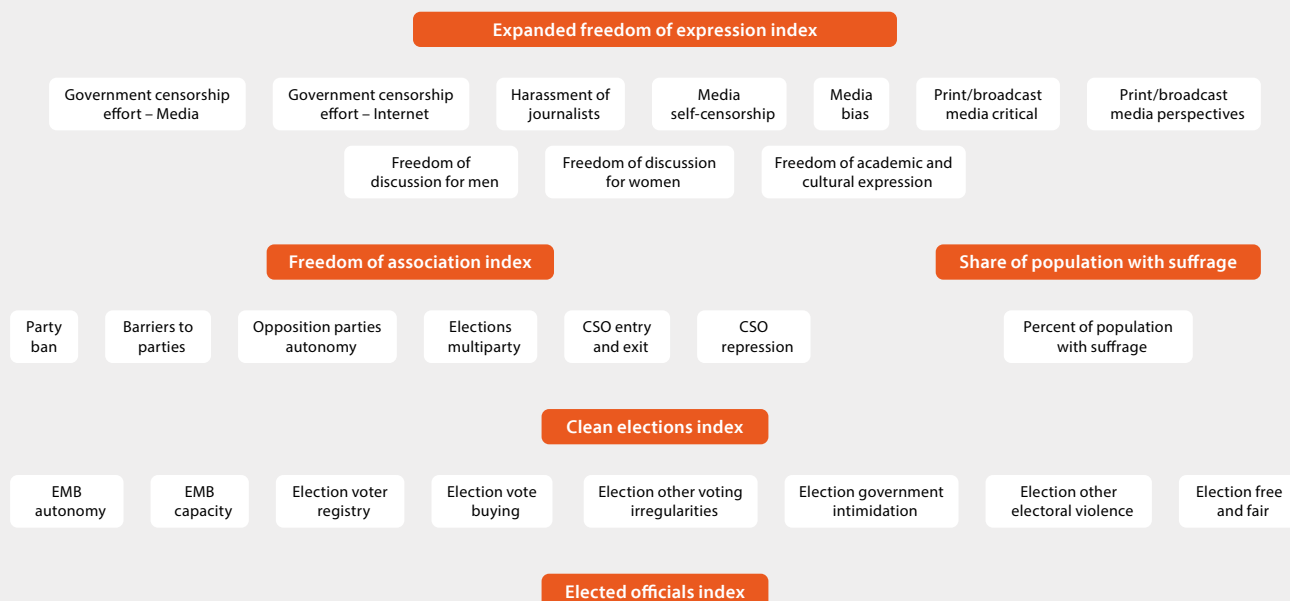 Expanded freedom of expression index
Government censorship
effort – Media
Government censorship
effort – Internet
Harassment of
journalists
Media
self-censorship
Media
bias
Print/broadcast
media critical
Print/broadcast
media perspectives
Freedom of
discussion for men
Freedom of discussion
for women
Freedom of academic and
cultural expression
Freedom of association index
Share of population with suffrage
Party
ban
Barriers to
parties
Opposition parties
autonomy
Elections
multiparty
CSO entry
and exit
CSO
repression
Percent of population
with suffrage
Clean elections index
EMB
autonomy
EMB
capacity
Election voter
registry
Election vote
buying
Election other voting
irregularities
Election government
intimidation
Election other
electoral violence
Election free
and fair
Elected officials index